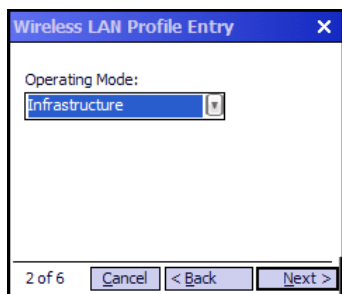 Wireless LAN Profile Entry
Operating Mode:
Infrastructure
2 of 6 Cancel < Back Next >